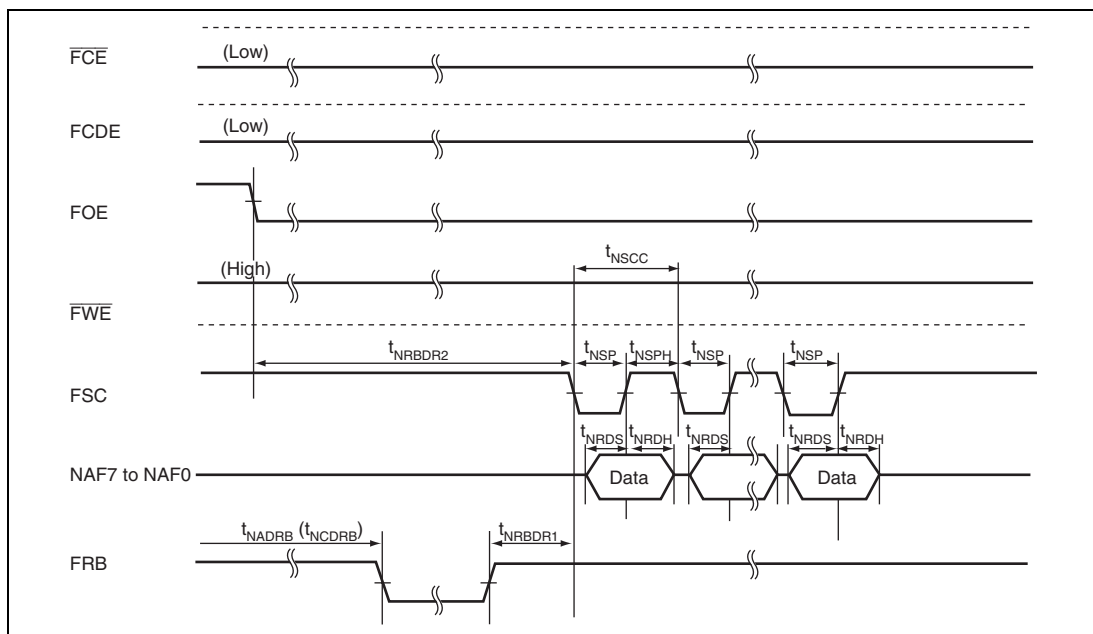 FCE (Low)
FCDE (Low)
FOE
(High)
tNSCC
FWE
tNRBDR2 tNSP tNSPH tNSP tNSP
FSC
tNRDS tNRDH tNRDS tNRDS tNRDH
NAF7 to NAF0 Data Data
tNADRB (tNCDRB) tNRBDR1
FRB